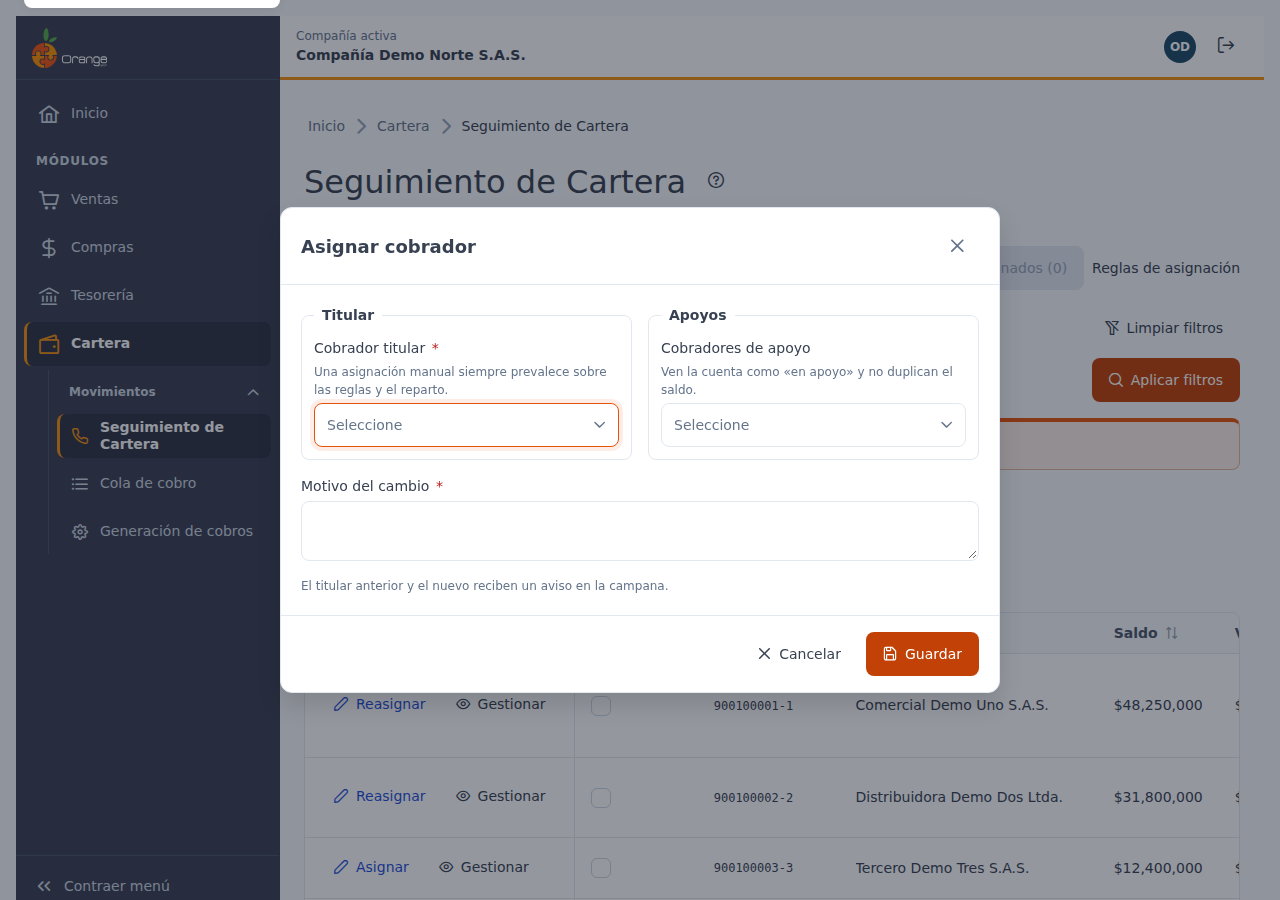 Orange
Compañía activa
Compañía Demo Norte S.A.S.
OD
Inicio
MÓDULOS
Ventas
Compras
Tesorería
Cartera
Movimientos
Seguimiento de
Cartera
Cola de cobro
Generación de cobros
Contraer menú
Inicio
Cartera
Seguimiento de Cartera
Seguimiento de Cartera
nados (0)
Reglas de asignación
Limpiar filtros
Aplicar filtros
Asignar cobrador
Titular
Cobrador titular *
Una asignación manual siempre prevalece sobre
las reglas y el reparto.
Seleccione
Apoyos
Cobradores de apoyo
Ven la cuenta como «en apoyo» y no duplican el
saldo.
Seleccione
Motivo del cambio *
El titular anterior y el nuevo reciben un aviso en la campana.
Cancelar
Guardar
Saldo
Reasignar Gestionar 900100001-1 Comercial Demo Uno S.A.S. $48,250,000
Reasignar Gestionar 900100002-2 Distribuidora Demo Dos Ltda. $31,800,000
Asignar Gestionar 900100003-3 Tercero Demo Tres S.A.S. $12,400,000